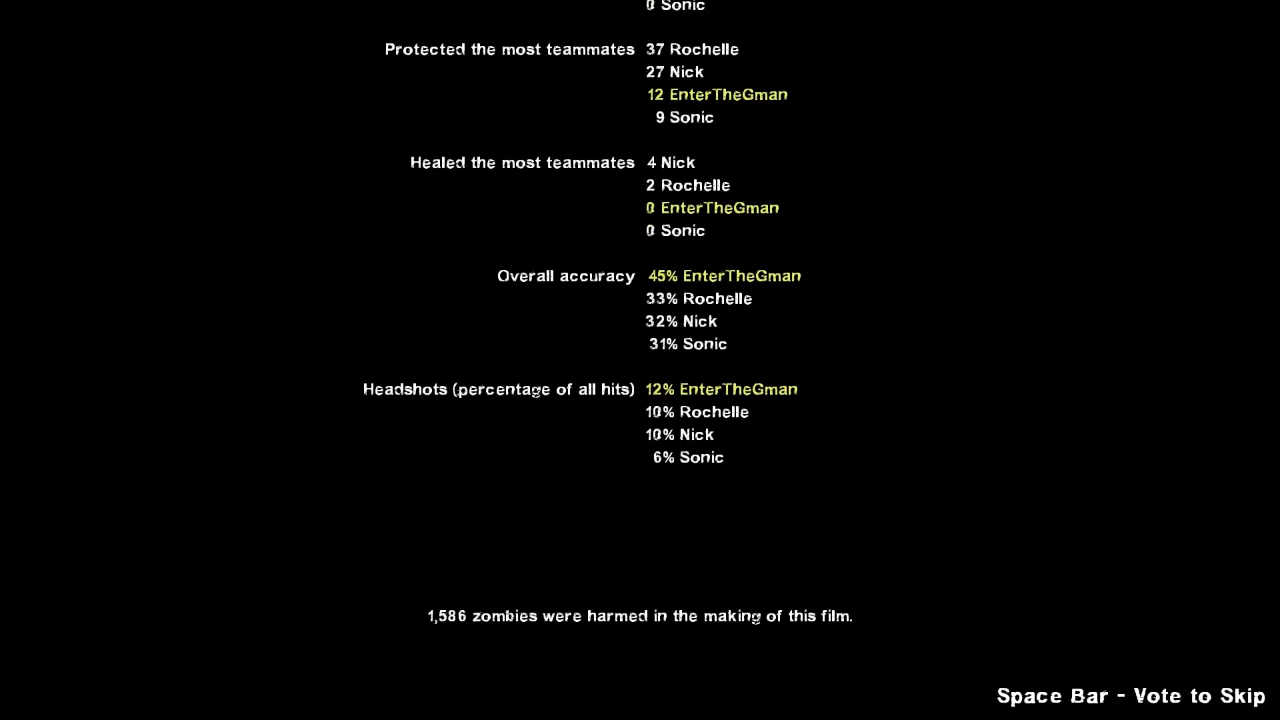 0 Sonic
Protected the most teammates 37 Rochelle
27 Nick
12 EnterTheGman
9 Sonic
Healed the most teammates 4 Nick
2 Rochelle
0 EnterTheGman
0 Sonic
Overall accuracy 45% EnterTheGman
33% Rochelle
32% Nick
31% Sonic
Headshots (percentage of all hits) 12% EnterTheGman
10% Rochelle
10% Nick
6% Sonic
1,586 zombies were harmed in the making of this film.
Space Bar - Vote to Skip